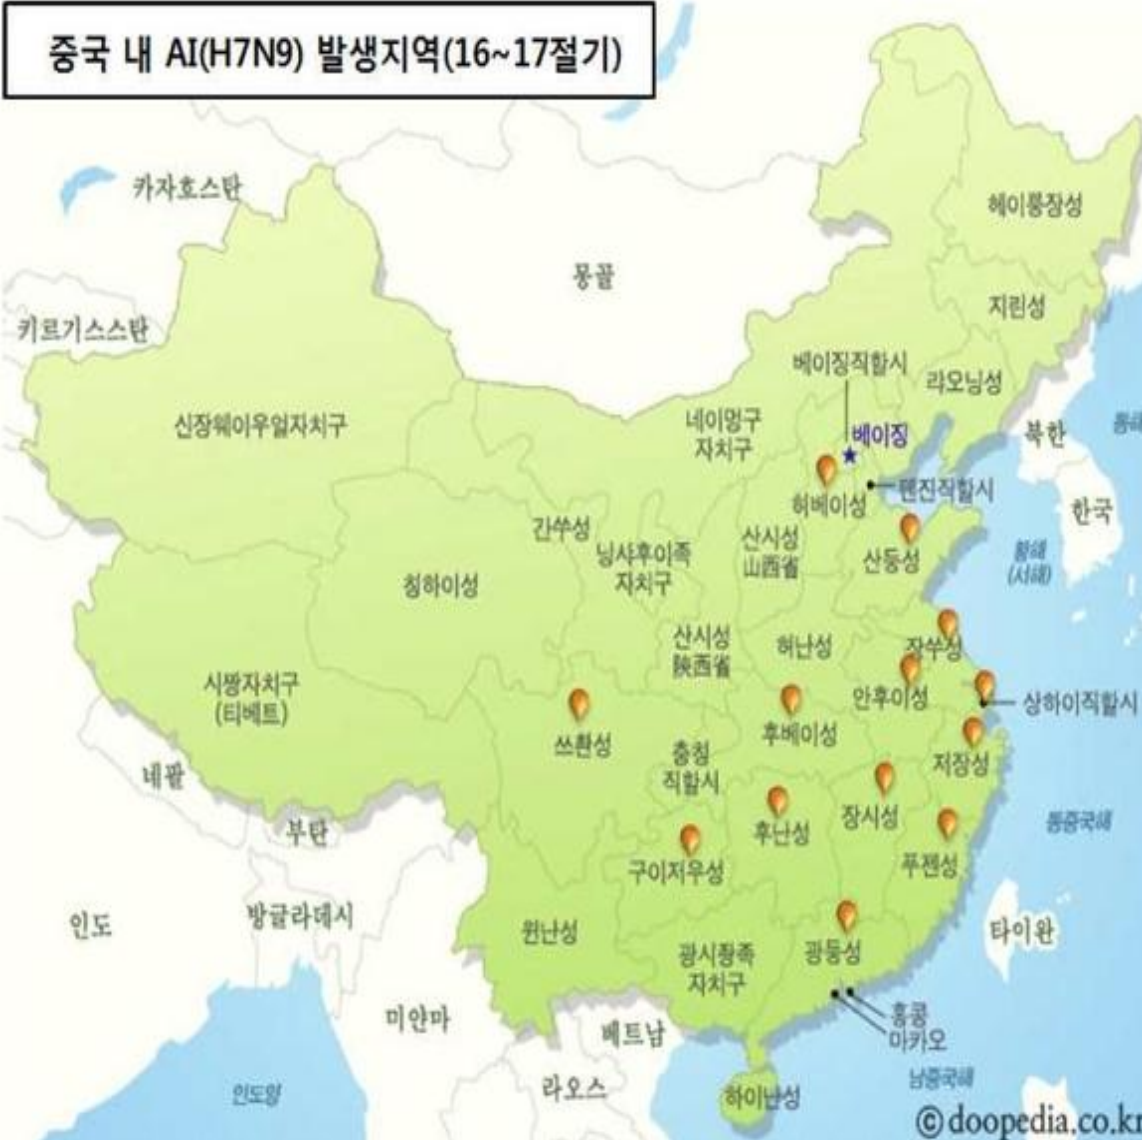 중국 내 AI(H7N9) 발생지역(16~17절기)
카자흐스탄
헤이룽장성
몽골
지린성
키르기스스탄
베이징직할시
라오닝성
신장웨이우얼자치구
네이멍구
자치구
베이징
북한
동해
허베이성
텐진직할시
한국
간쑤성
산시성
山西省
닝샤후이족
자치구
산둥성
황해
(서해)
칭하이성
산시성
陝西省
허난성
장쑤성
시짱자치구
(티베트)
안후이성
상하이직할시
쓰촨성
후베이성
충칭
직할시
저장성
네팔
장시성
동중국해
부탄
후난성
구이저우성
푸젠성
방글라데시
인도
윈난성
타이완
광시좡족
자치구
광둥성
미얀마
베트남
홍콩
마카오
라오스
인도양
남중국해
하이난성
©doopedia.co.kr